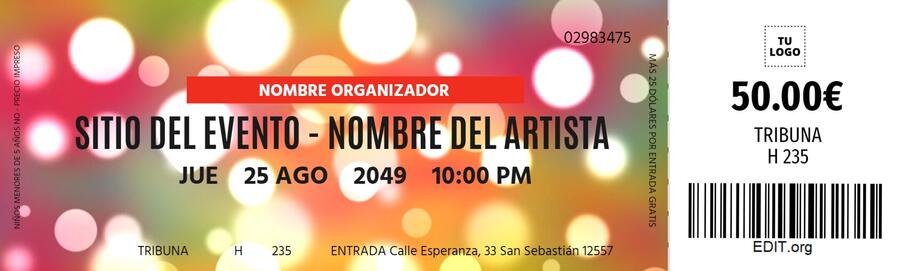 02983475
NOMBRE ORGANIZADOR
SITIO DEL EVENTO - NOMBRE DEL ARTISTA
JUE 25 AGO 2049 10:00 PM
TRIBUNA H 235 ENTRADA Calle Esperanza, 33 San Sebastián 12557
NIÑOS MENORES DE 5 AÑOS NO - PRECIO IMPRESO
MÁS 25 DÓLARES POR ENTRADA GRATIS
TU
LOGO
50.00€
TRIBUNA
H 235
EDIT.org